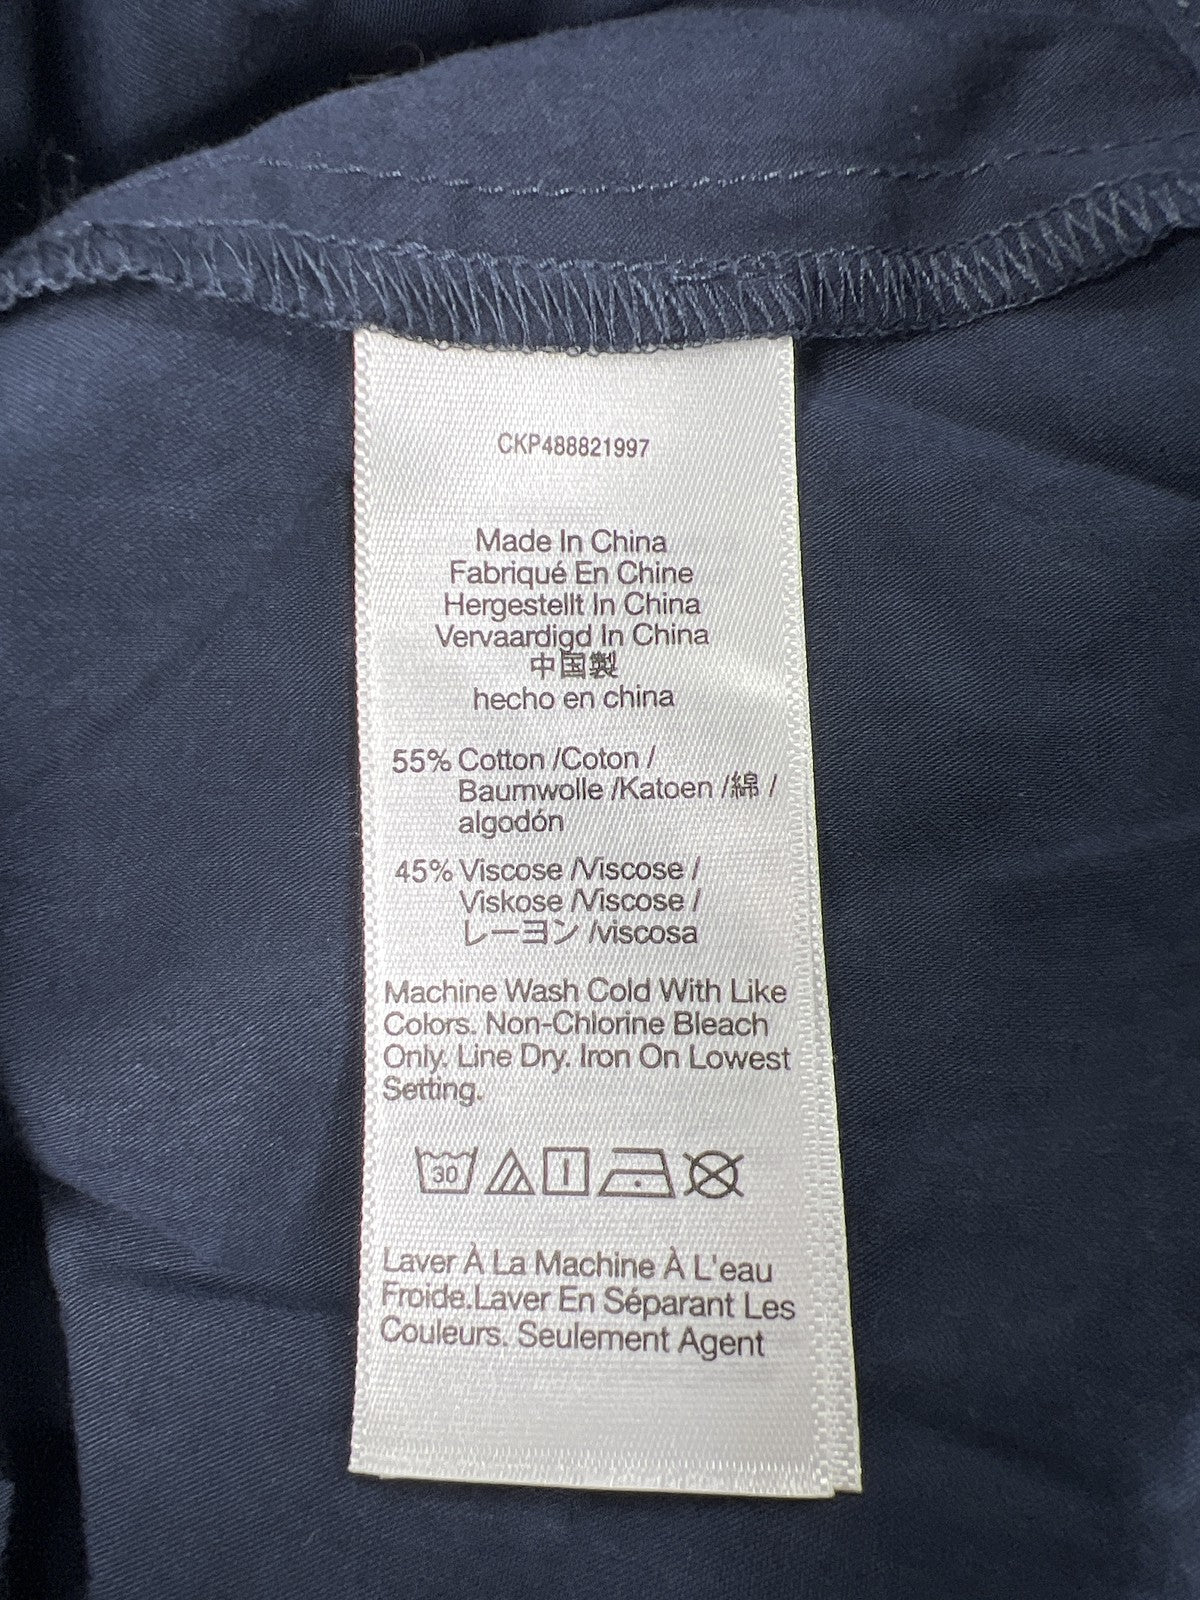 CKP488821997
Made In China
Fabriqué En Chine
Hergestellt In China
Vervaardigd In China
中国製
hecho en china
55% Cotton /Coton /
Baumwolle /Katoen /綿 /
algodón
45% Viscose /Viscose /
Viskose /Viscose /
レーヨン /viscosa
Machine Wash Cold With Like
Colors. Non-Chlorine Bleach
Only. Line Dry. Iron On Lowest
Setting.
30
Laver À La Machine À L'eau
Froide.Laver En Séparant Les
Couleurs. Seulement Agent